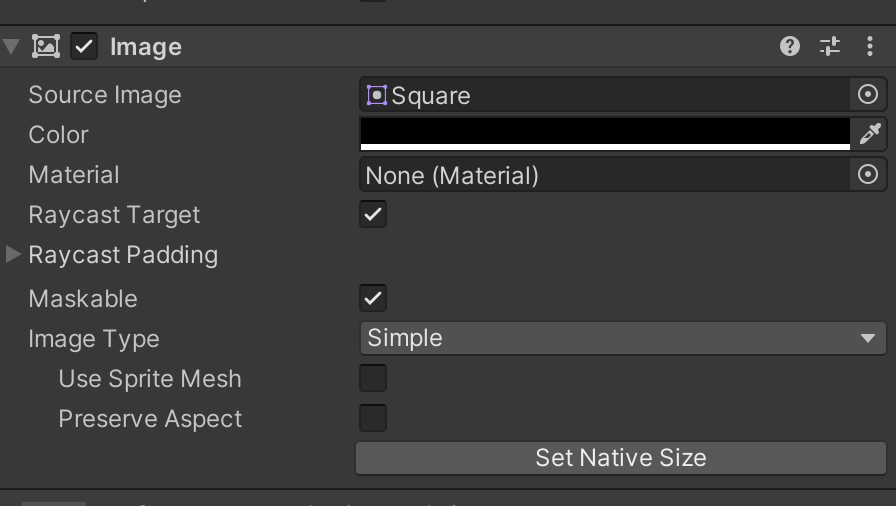 Image
Source Image
Square
Color
Material
None (Material)
Raycast Target
Raycast Padding
Maskable
Image Type
Simple
Use Sprite Mesh
Preserve Aspect
Set Native Size